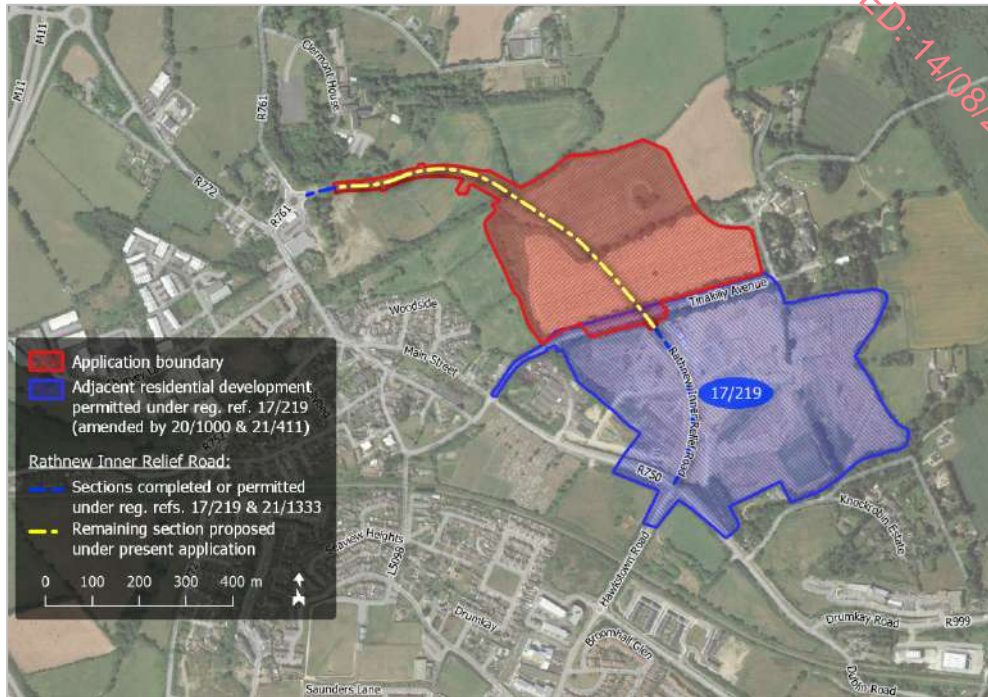 M11
M11
R761
Clermont House
R761
R772
R761
Woodside
Main Street
Tinakilly Avenue
Rathnew Inner Relief Road
17/219
R750
Knockrobin Estate
Hawkstown Road
Seaview Heights
L5098
Drumkay
Broomhall Glen
Drumkay Road
R999
Dublin Road
Saunders Lane
Application boundary
Adjacent residential development
permitted under reg. ref. 17/219
(amended by 20/1000 & 21/411)
Rathnew Inner Relief Road:
Sections completed or permitted
under reg. refs. 17/219 & 21/1333
Remaining section proposed
under present application
0 100 200 300 400 m